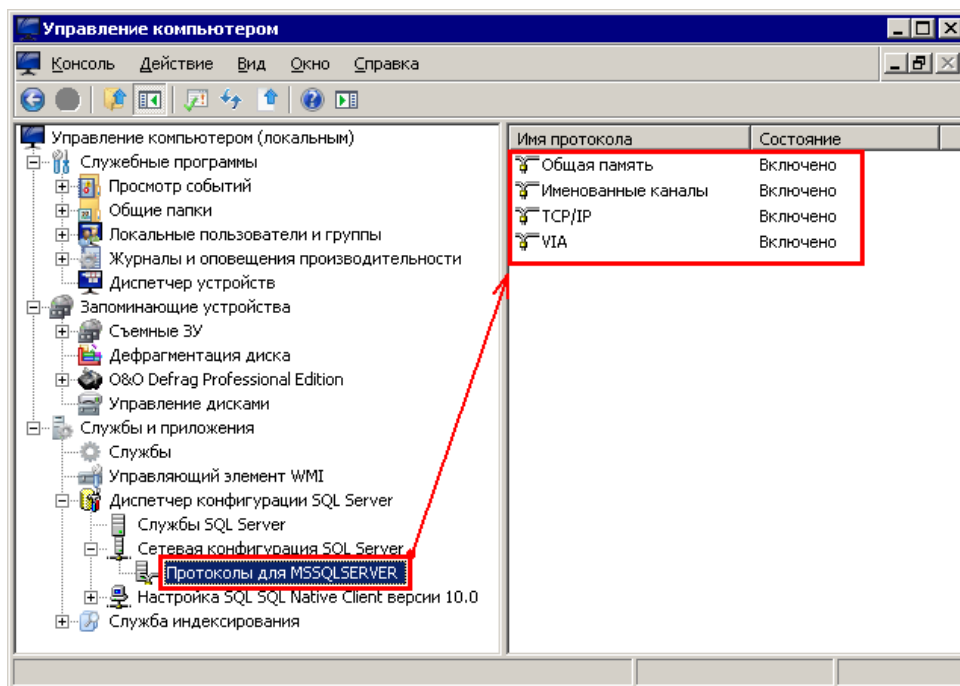 Управление компьютером
Консоль Действие Вид Окно Справка
Управление компьютером (локальным)
Служебные программы
Просмотр событий
Общие папки
Локальные пользователи и группы
Журналы и оповещения производительности
Диспетчер устройств
Запоминающие устройства
Съемные ЗУ
Дефрагментация диска
O&O Defrag Professional Edition
Управление дисками
Службы и приложения
Службы
Управляющий элемент WMI
Диспетчер конфигурации SQL Server
Службы SQL Server
Сетевая конфигурация SQL Server
Протоколы для MSSQLSERVER
Настройка SQL SQL Native Client версии 10.0
Служба индексирования
Имя протокола Состояние
Общая память Включено
Именованные каналы Включено
TCP/IP Включено
VIA Включено